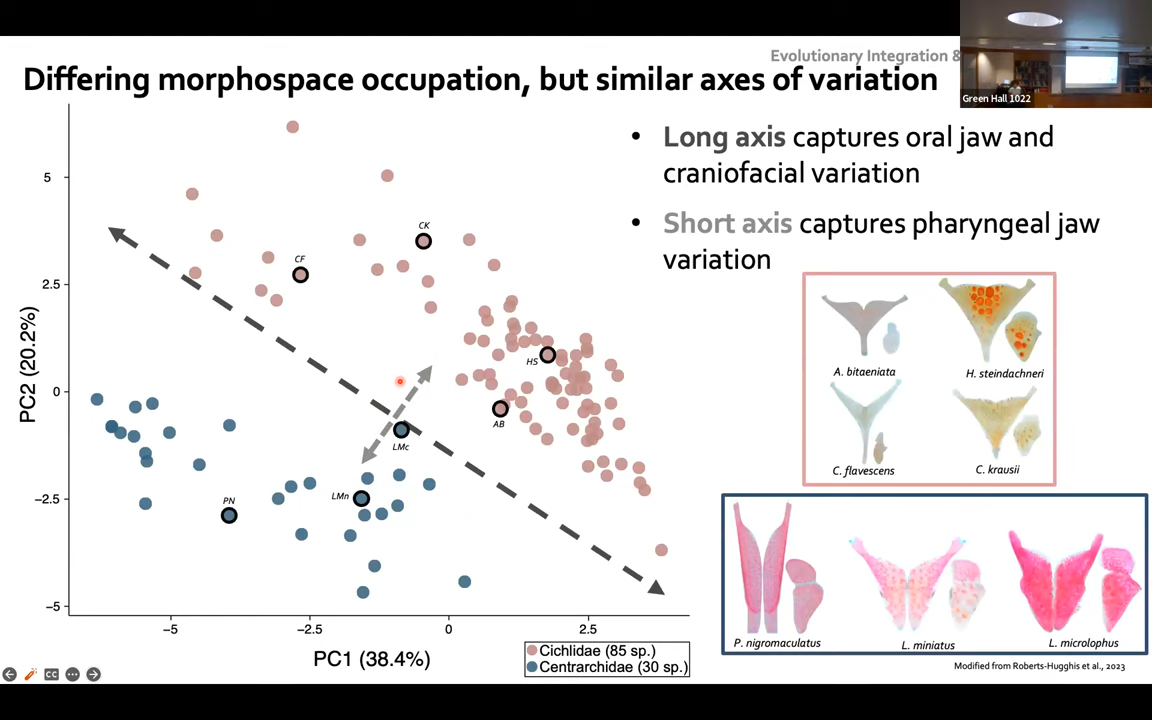 Evolutionary Integration &
Differing morphospace occupation, but similar axes of variation
Green Hall 1022
• Long axis captures oral jaw and
craniofacial variation
• Short axis captures pharyngeal jaw
variation
5
2.5
0
−2.5
−5
PC2 (20.2%)
CK
CF
HS
AB
LMc
LMn
PN
−5
−2.5
0
2.5
PC1 (38.4%)
Cichlidae (85 sp.)
Centrarchidae (30 sp.)
A. bitaeniata
H. steindachneri
C. flavescens
C. krausii
P. nigromaculatus
L. miniatus
L. microlophus
Modified from Roberts-Hugghis et al., 2023
CC